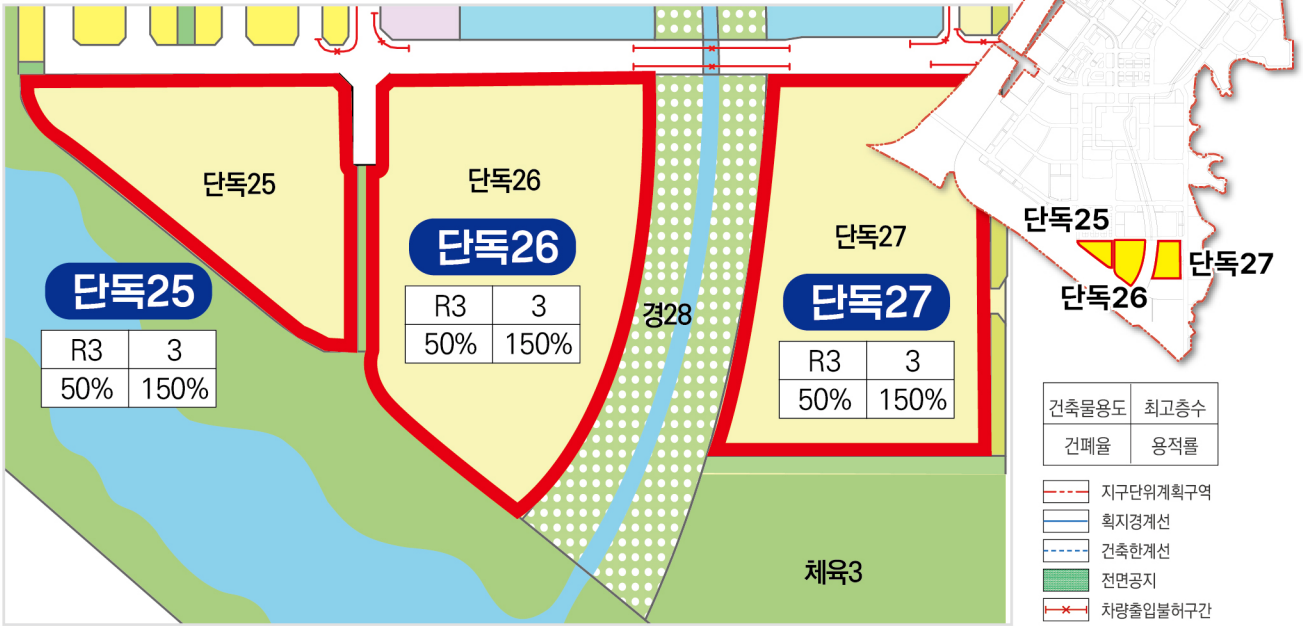 단독25
단독26
단독27
단독25
R3 3
50% 150%
단독26
R3 3
50% 150%
단독27
R3 3
50% 150%
경28
체육3
단독25
단독26
단독27
건축물용도 최고층수
건폐율 용적률
지구단위계획구역
획지경계선
건축한계선
전면공지
차량출입불허구간